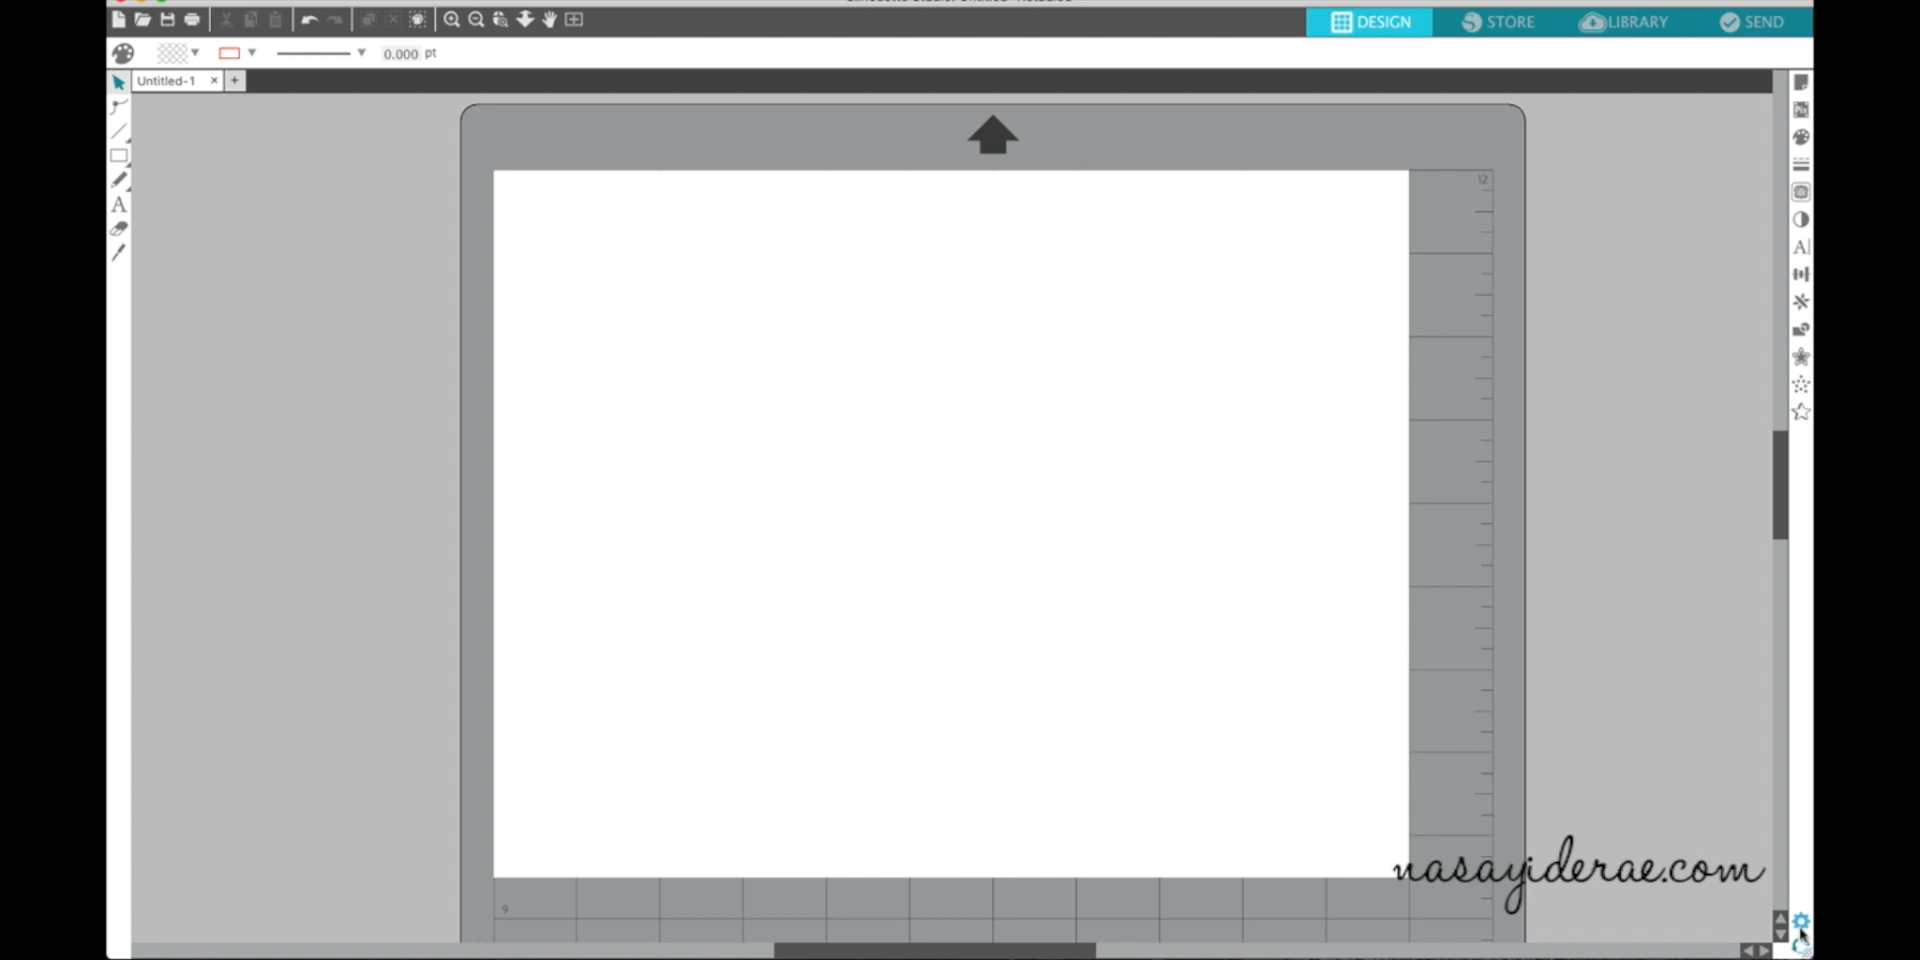 DESIGN
STORE
LIBRARY
SEND
0.000 pt
Untitled-1
A
12
A
9
nasayiderae.com